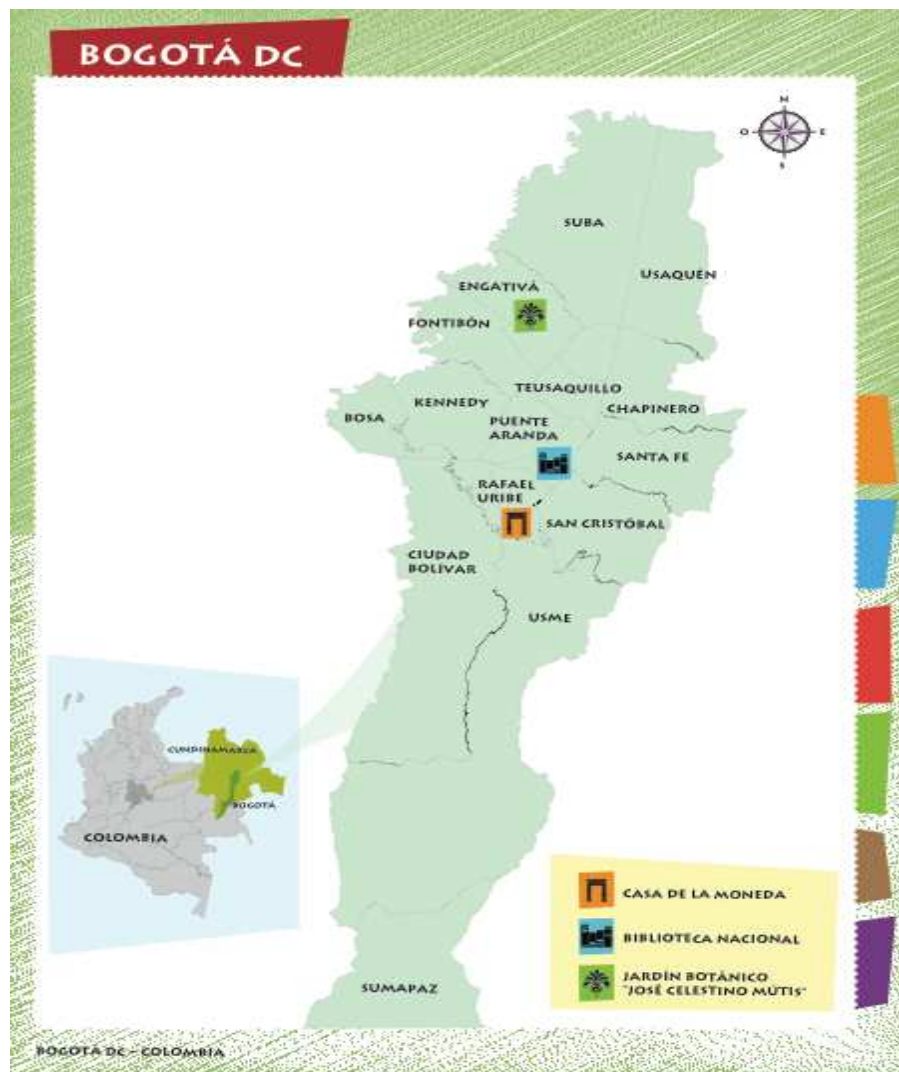 BOGOTÁ DC
N
O
E
S
SUBA
USAQUÉN
ENGATIVÁ
FONTIBÓN
TEUSAQUILLO
KENNEDY
CHAPINERO
BOSA
PUENTE
ARANDA
SANTA FE
RAFAEL
URIBE
SAN CRISTÓBAL
CIUDAD
BOLÍVAR
USME
CUNDINAMARCA
BOGOTÁ
COLOMBIA
CASA DE LA MONEDA
BIBLIOTECA NACIONAL
JARDÍN BOTÁNICO
"JOSÉ CELESTINO MÚTIS"
SUMAPAZ
BOGOTÁ DC - COLOMBIA